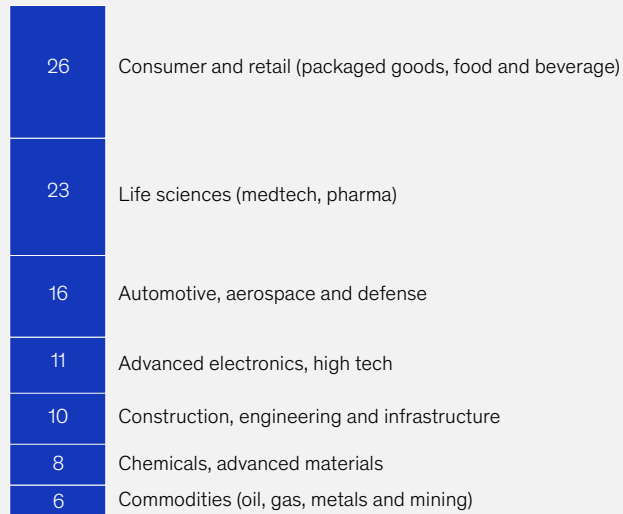 26 Consumer and retail (packaged goods, food and beverage)
23 Life sciences (medtech, pharma)
16 Automotive, aerospace and defense
11 Advanced electronics, high tech
10 Construction, engineering and infrastructure
8 Chemicals, advanced materials
6 Commodities (oil, gas, metals and mining)